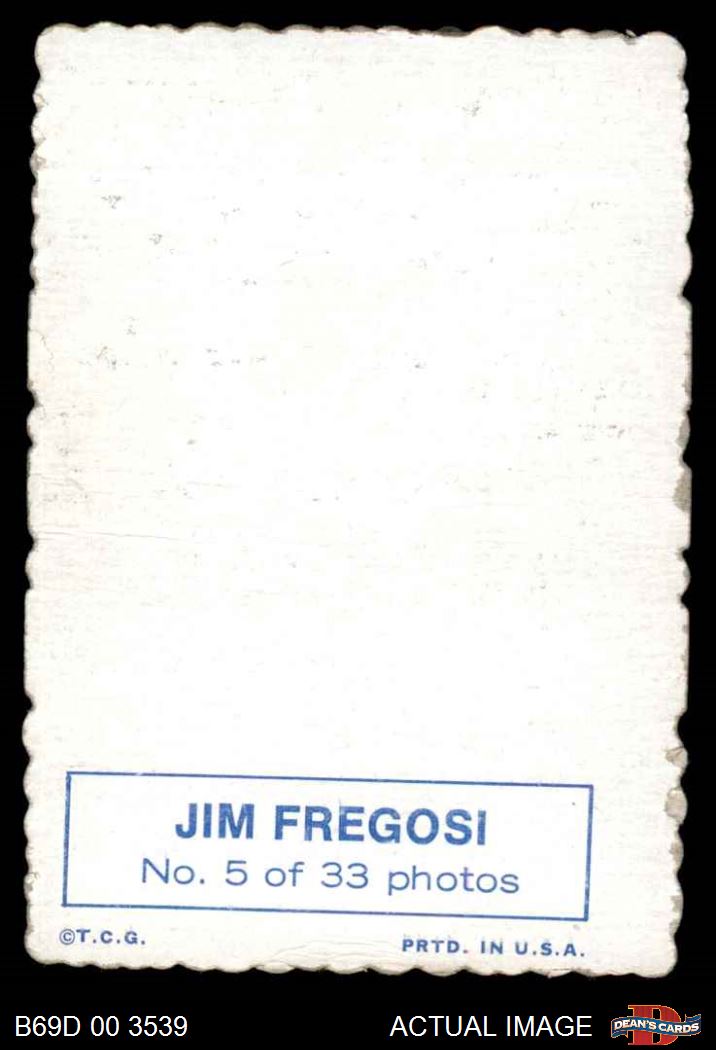 JIM FREGOSI
No. 5 of 33 photos
©T.C.G.
PRTD. IN U.S.A.
B69D 00 3539
ACTUAL IMAGE
D
DEAN'S CARDS